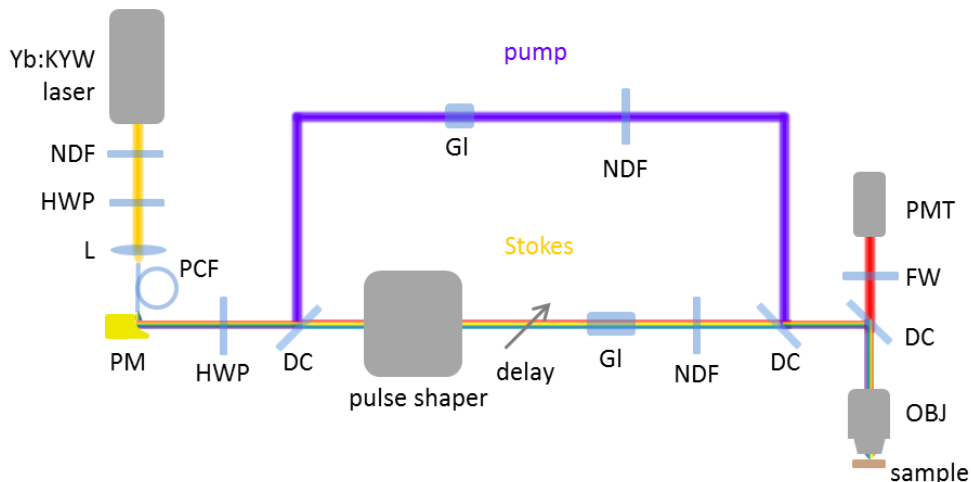 Yb:KYW
laser
pump
NDF
Gl
NDF
HWP
PMT
L
PCF
Stokes
FW
PM
HWP
DC
pulse shaper
delay
Gl
NDF
DC
DC
OBJ
sample